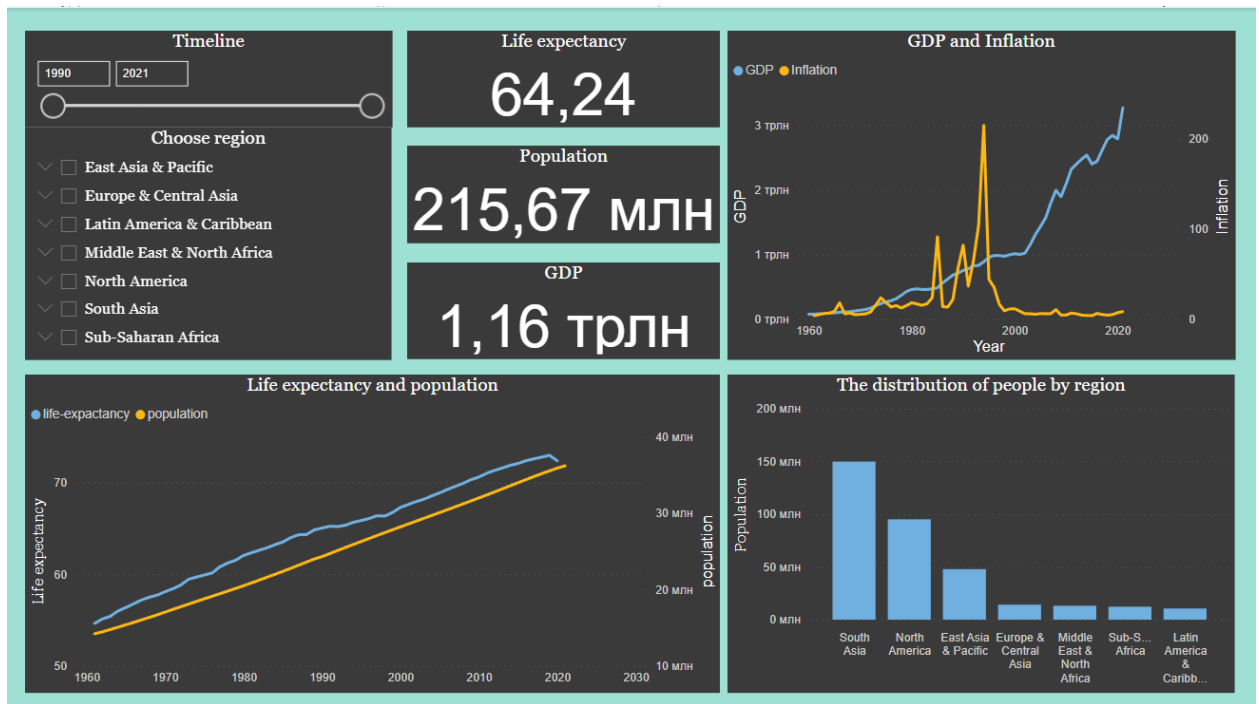 Timeline
1990
2021
Choose region
East Asia & Pacific
Europe & Central Asia
Latin America & Caribbean
Middle East & North Africa
North America
South Asia
Sub-Saharan Africa
Life expectancy
64,24
Population
215,67 млн
GDP
1,16 трлн
GDP and Inflation
GDP Inflation
3 трлн
2 трлн
1 трлн
0 трлн
GDP
200
100
0
Inflation
1960 1980 2000 2020
Year
Life expectancy and population
life-expactancy population
70
60
50
Life expectancy
40 млн
30 млн
20 млн
10 млн
population
1960 1970 1980 1990 2000 2010 2020 2030
The distribution of people by region
200 млн
150 млн
100 млн
50 млн
0 млн
Population
South
Asia
North
America
East Asia
& Pacific
Europe &
Central
Asia
Middle
East &
North
Africa
Sub-S...
Africa
Latin
America
&
Caribb...